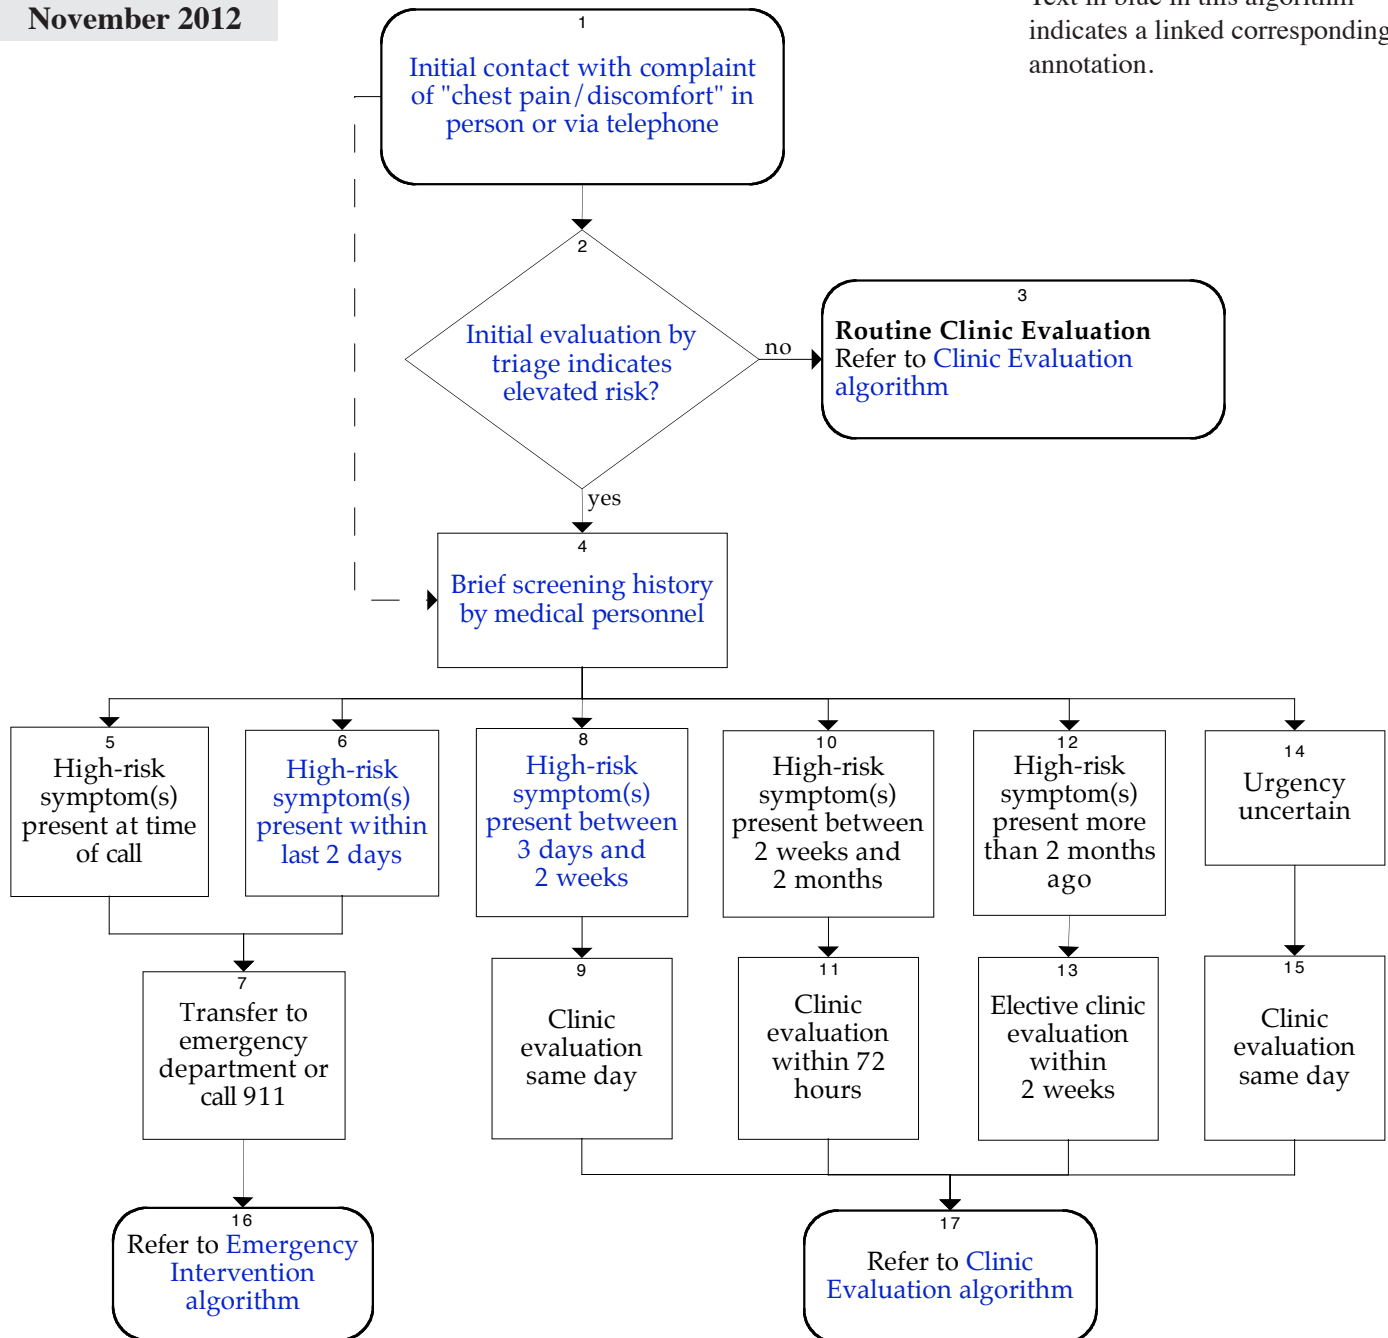 November 2012
Text in blue in this algorithm
indicates a linked corresponding
annotation.
1
Initial contact with complaint
of "chest pain/discomfort" in
person or via telephone
2
Initial evaluation by
triage indicates
elevated risk?
no
3
Routine Clinic Evaluation
Refer to Clinic Evaluation
algorithm
yes
4
Brief screening history
by medical personnel
5
High-risk
symptom(s)
present at time
of call
6
High-risk
symptom(s)
present within
last 2 days
8
High-risk
symptom(s)
present between
3 days and
2 weeks
10
High-risk
symptom(s)
present between
2 weeks and
2 months
12
High-risk
symptom(s)
present more
than 2 months
ago
14
Urgency
uncertain
7
Transfer to
emergency
department or
call 911
9
Clinic
evaluation
same day
11
Clinic
evaluation
within 72
hours
13
Elective clinic
evaluation
within
2 weeks
15
Clinic
evaluation
same day
16
Refer to Emergency
Intervention
algorithm
17
Refer to Clinic
Evaluation algorithm